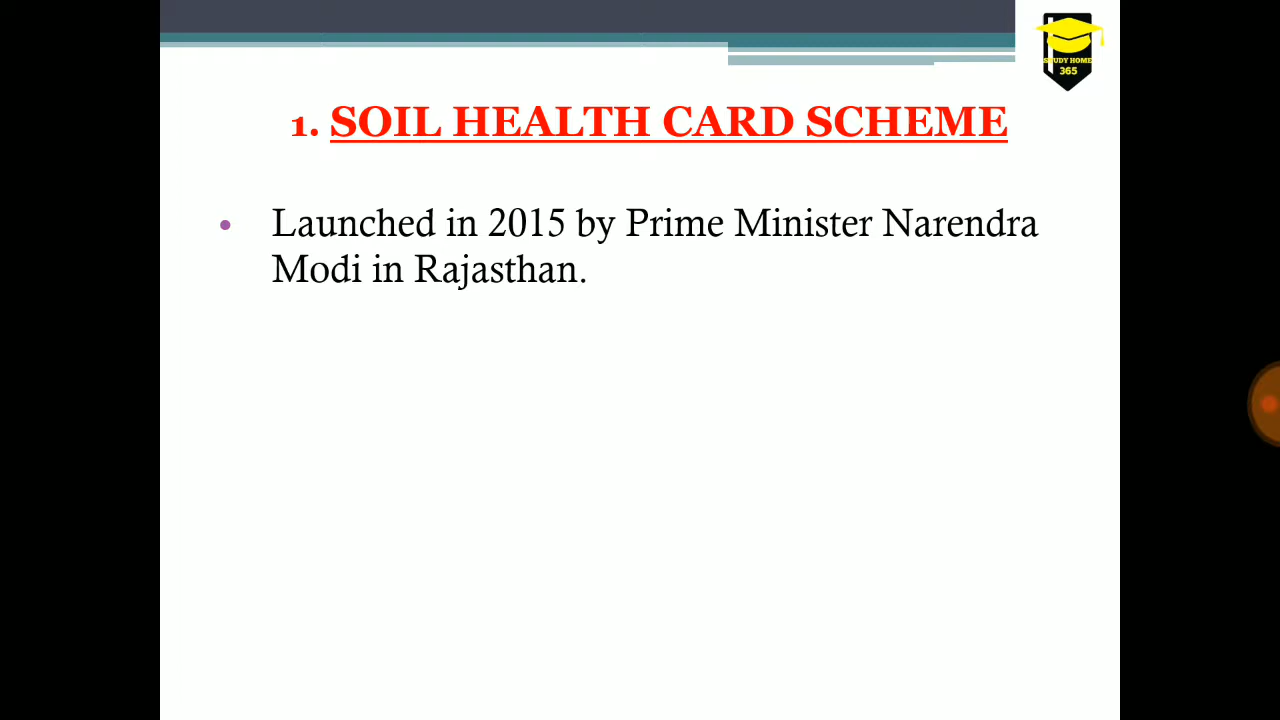 STUDY HOME
365
1. SOIL HEALTH CARD SCHEME
• Launched in 2015 by Prime Minister Narendra
Modi in Rajasthan.